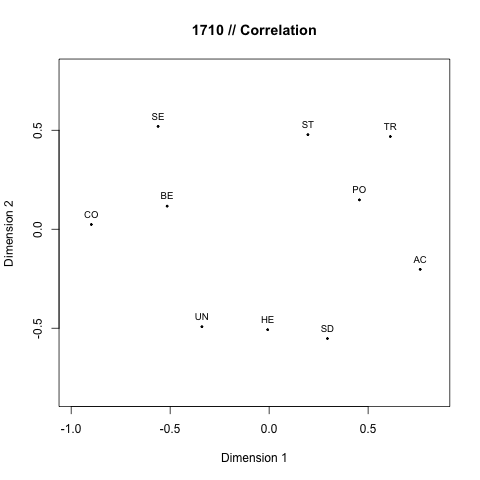 1710 // Correlation
SE
ST
TR
BE
PO
CO
AC
UN
HE
SD
0.5
0.0
-0.5
Dimension 2
-1.0 -0.5 0.0 0.5
Dimension 1